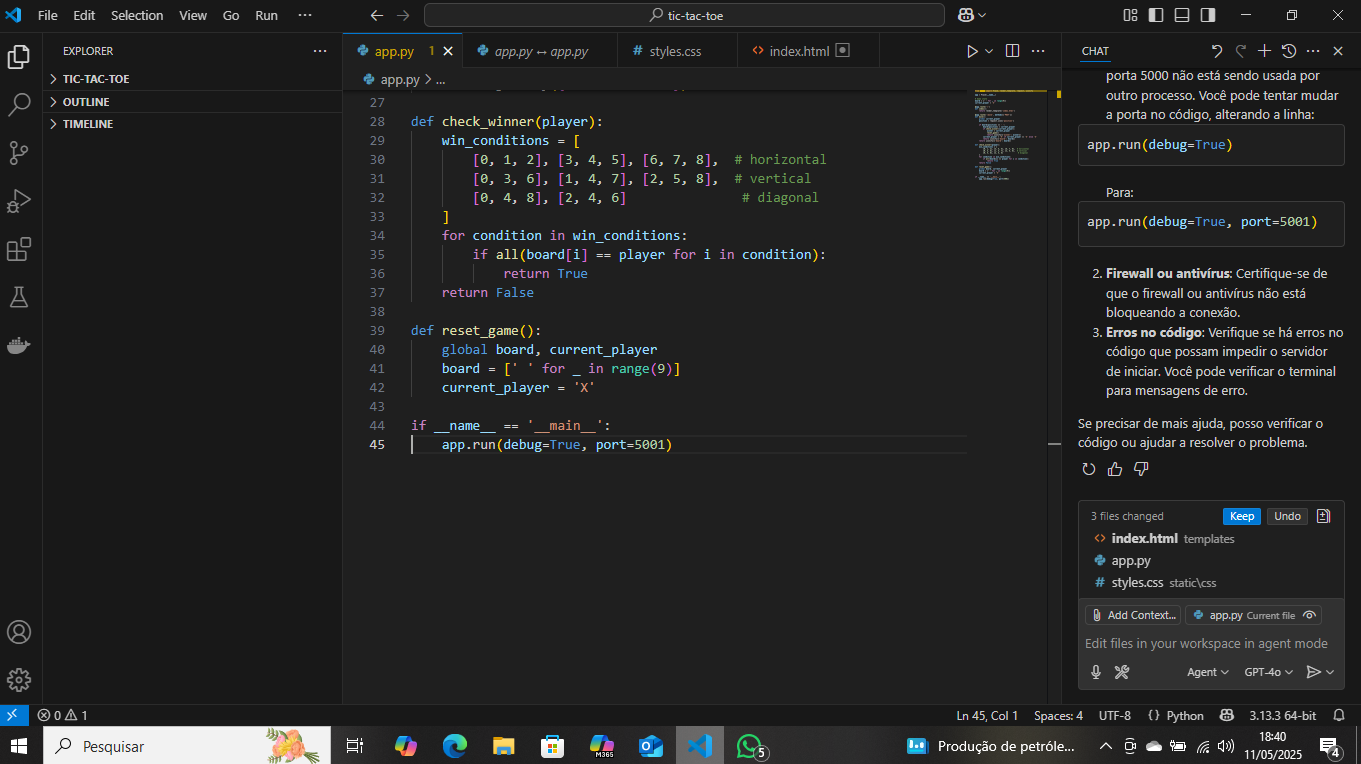 File Edit Selection View Go Run ···
tic-tac-toe
EXPLORER
TIC-TAC-TOE
OUTLINE
TIMELINE
app.py 1
app.py ↔ app.py
styles.css
index.html
app.py > ...
27
28 def check_winner(player):
29 win_conditions = [
30 [0, 1, 2], [3, 4, 5], [6, 7, 8], # horizontal
31 [0, 3, 6], [1, 4, 7], [2, 5, 8], # vertical
32 [0, 4, 8], [2, 4, 6] # diagonal
33 ]
34 for condition in win_conditions:
35 if all(board[i] == player for i in condition):
36 return True
37 return False
38
39 def reset_game():
40 global board, current_player
41 board = [' ' for _ in range(9)]
42 current_player = 'X'
43
44 if __name__ == '__main__':
45 app.run(debug=True, port=5001)
CHAT
porta 5000 não está sendo usada por
outro processo. Você pode tentar mudar
a porta no código, alterando a linha:
app.run(debug=True)
Para:
app.run(debug=True, port=5001)
2. Firewall ou antivírus: Certifique-se de
que o firewall ou antivírus não está
bloqueando a conexão.
3. Erros no código: Verifique se há erros no
código que possam impedir o servidor
de iniciar. Você pode verificar o terminal
para mensagens de erro.
Se precisar de mais ajuda, posso verificar o
código ou ajudar a resolver o problema.
3 files changed Keep Undo
index.html templates
app.py
styles.css static\css
Add Context... app.py Current file
Edit files in your workspace in agent mode
Agent GPT-4o
0 1
Ln 45, Col 1 Spaces: 4 UTF-8 {} Python 3.13.3 64-bit
Pesquisar
M365
5
Produção de petróle...
18:40
11/05/2025
4